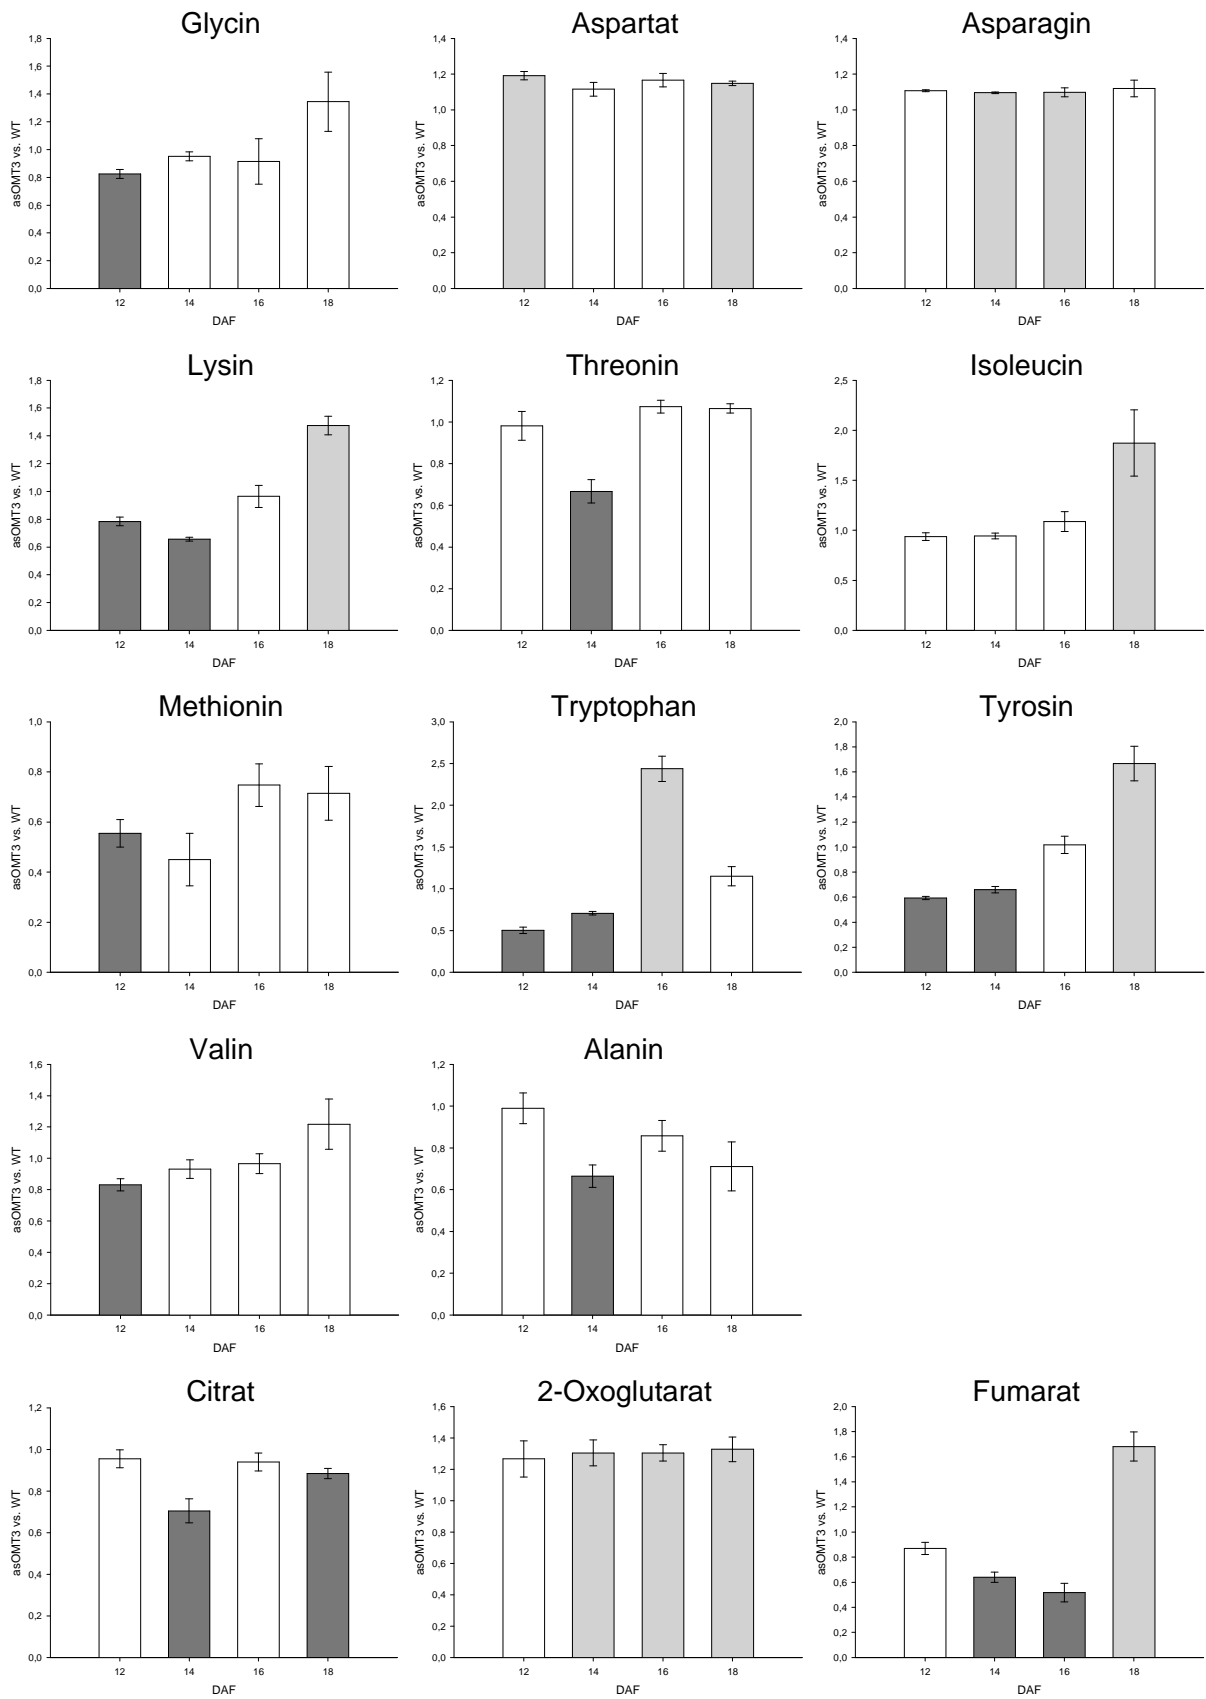 Glycin
1,8
1,6
1,4
1,2
1,0
0,8
0,6
0,4
0,2
0,0
asOMT3 vs. WT
12 14 16 18
DAF
Aspartat
1,4
1,2
1,0
0,8
0,6
0,4
0,2
0,0
asOMT3 vs. WT
12 14 16 18
DAF
Asparagin
1,4
1,2
1,0
0,8
0,6
0,4
0,2
0,0
asOMT3 vs. WT
12 14 16 18
DAF
Lysin
1,8
1,6
1,4
1,2
1,0
0,8
0,6
0,4
0,2
0,0
asOMT3 vs. WT
12 14 16 18
DAF
Threonin
1,2
1,0
0,8
0,6
0,4
0,2
0,0
asOMT3 vs. WT
12 14 16 18
DAF
Isoleucin
2,5
2,0
1,5
1,0
0,5
0,0
asOMT3 vs. WT
12 14 16 18
DAF
Methionin
1,0
0,8
0,6
0,4
0,2
0,0
asOMT3 vs. WT
12 14 16 18
DAF
Tryptophan
3,0
2,5
2,0
1,5
1,0
0,5
0,0
asOMT3 vs. WT
12 14 16 18
DAF
Tyrosin
2,0
1,8
1,6
1,4
1,2
1,0
0,8
0,6
0,4
0,2
0,0
asOMT3 vs. WT
12 14 16 18
DAF
Valin
1,6
1,4
1,2
1,0
0,8
0,6
0,4
0,2
0,0
asOMT3 vs. WT
12 14 16 18
DAF
Alanin
1,2
1,0
0,8
0,6
0,4
0,2
0,0
asOMT3 vs. WT
12 14 16 18
DAF
Citrat
1,2
1,0
0,8
0,6
0,4
0,2
0,0
asOMT3 vs. WT
12 14 16 18
DAF
2-Oxoglutarat
1,6
1,4
1,2
1,0
0,8
0,6
0,4
0,2
0,0
asOMT3 vs. WT
12 14 16 18
DAF
Fumarat
2,0
1,8
1,6
1,4
1,2
1,0
0,8
0,6
0,4
0,2
0,0
asOMT3 vs. WT
12 14 16 18
DAF